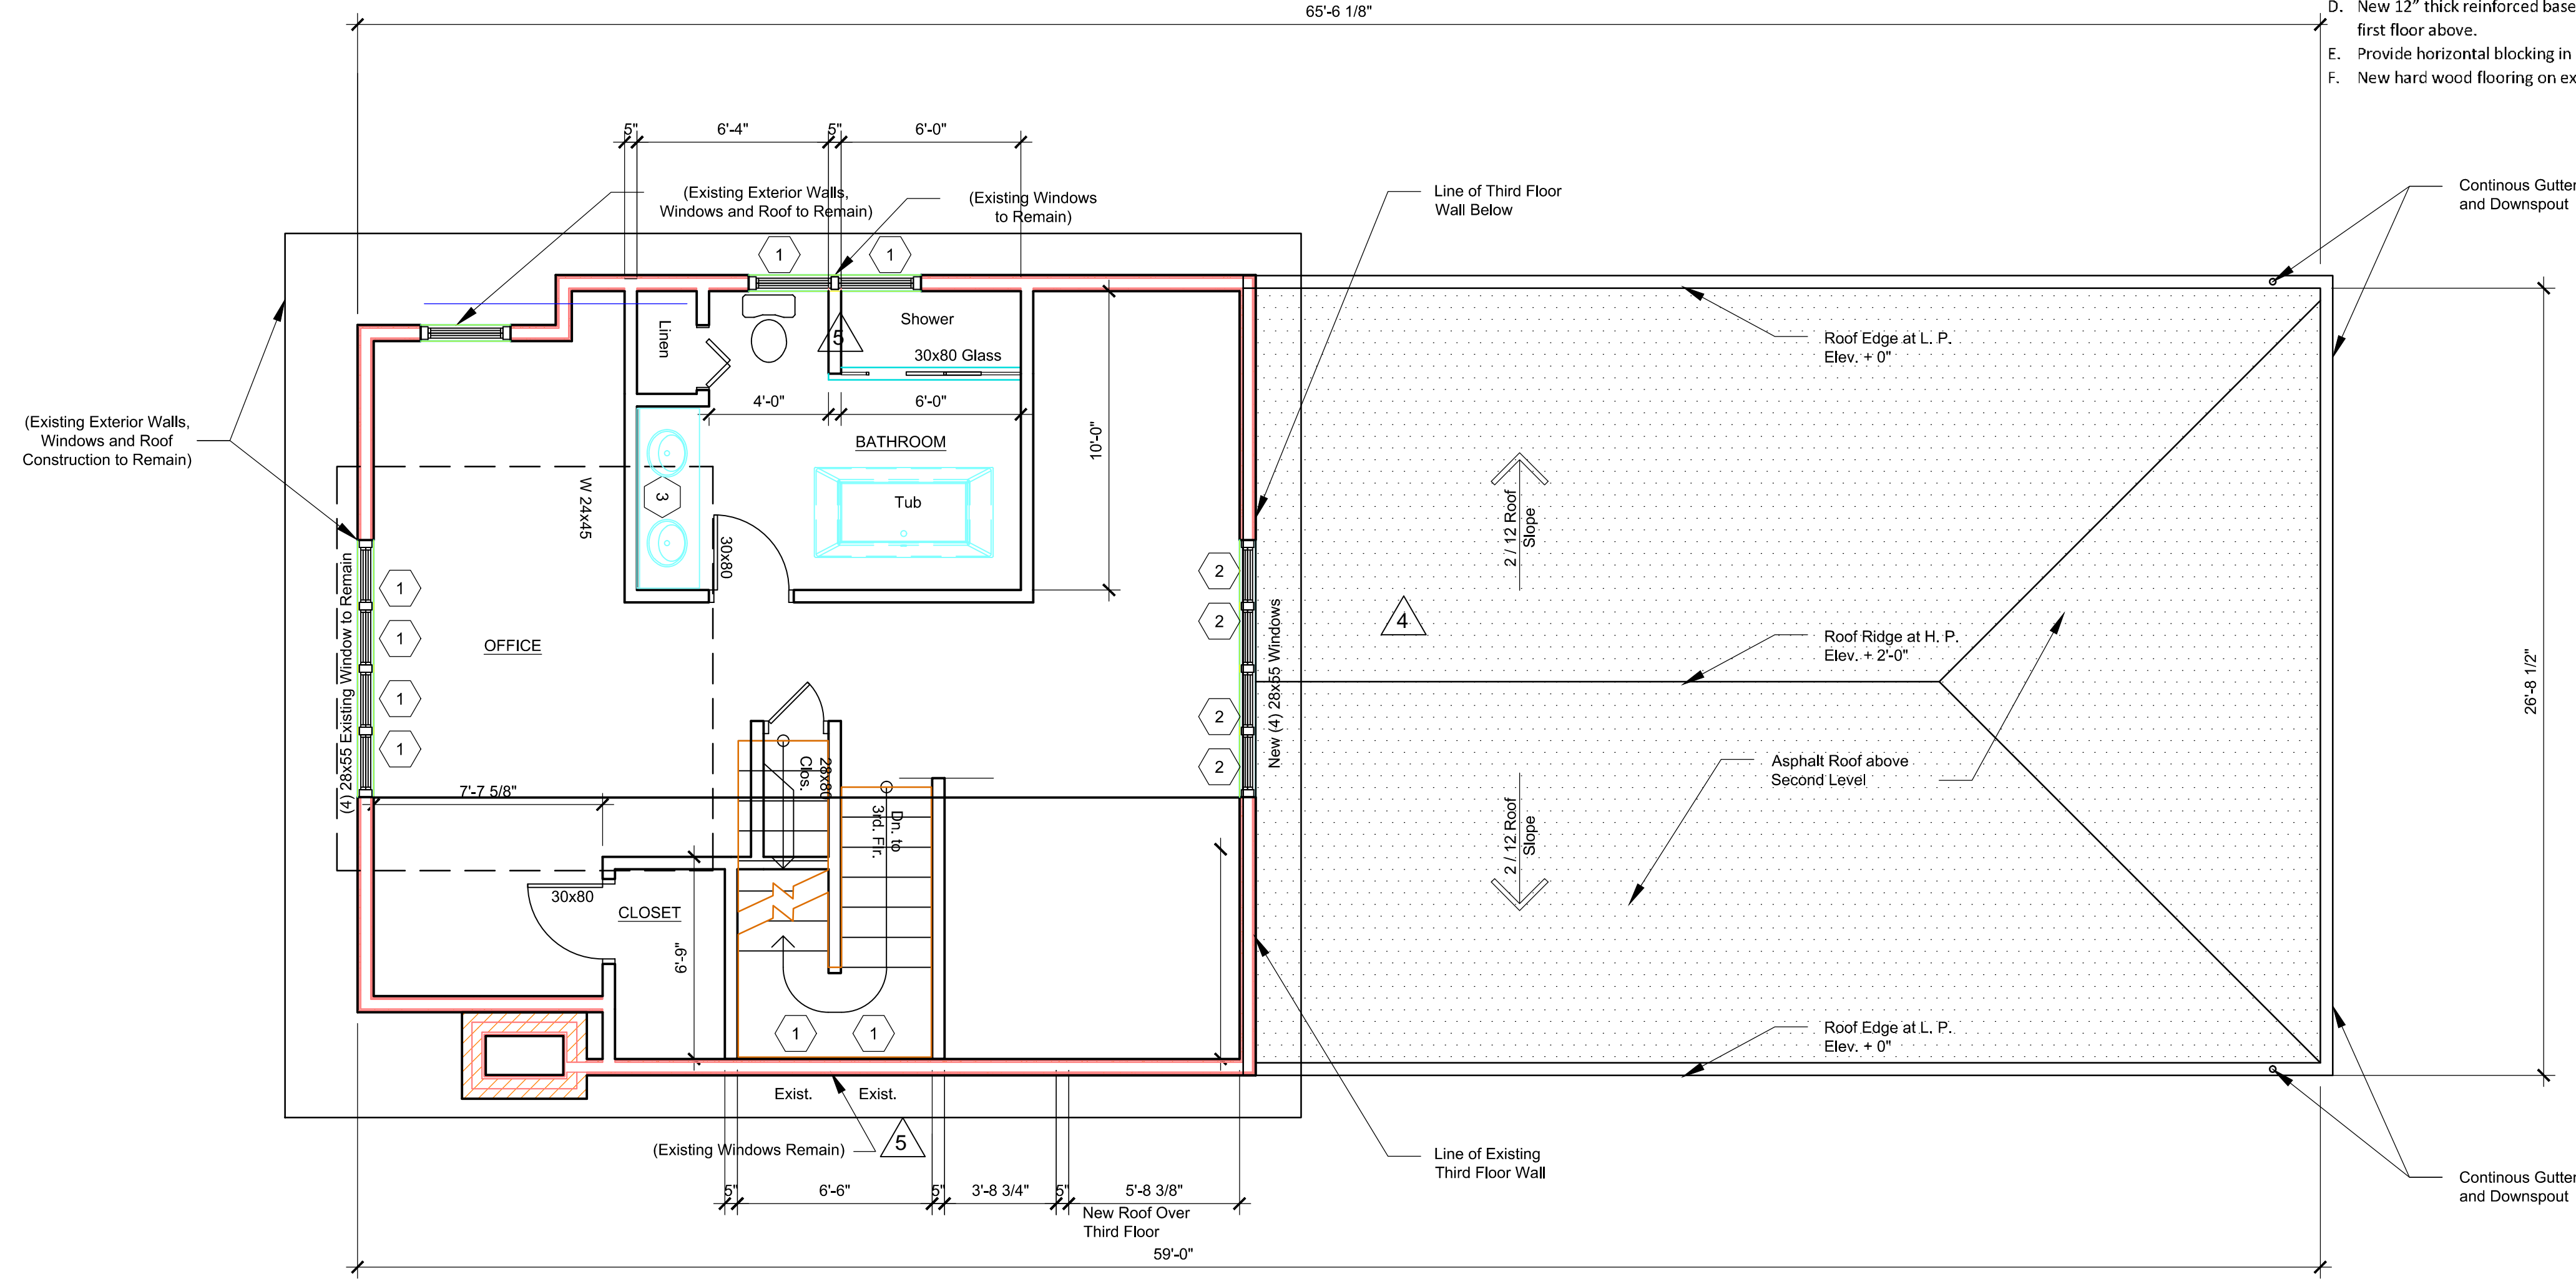 65'-6 1/8"
D. New 12" thick reinforced base
first floor above.
E. Provide horizontal blocking in
F. New hard wood flooring on ex
5"
6'-4"
5"
6'-0"
(Existing Exterior Walls,
Windows and Roof to Remain)
(Existing Windows
to Remain)
Line of Third Floor
Wall Below
Continous Gutter
and Downspout
1
1
Linen
5
Shower
30x80 Glass
Roof Edge at L. P.
Elev. + 0"
4'-0"
6'-0"
(Existing Exterior Walls,
Windows and Roof
Construction to Remain)
BATHROOM
10'-0"
W 24x45
3
Tub
30x80
2 / 12 Roof
Slope
(4) 28x55 Existing Window to Remain
1
1
1
1
OFFICE
2
2
2
2
New (4) 28x55 Windows
4
Roof Ridge at H. P.
Elev. + 2'-0"
26'-8 1/2"
Asphalt Roof above
Second Level
7'-7 5/8"
Clos.
28x80
Dn. to
3rd. Flr.
2 / 12 Roof
Slope
30x80
CLOSET
6'-9"
1
1
Roof Edge at L. P.
Elev. + 0"
Exist.
Exist.
(Existing Windows Remain)
5
Line of Existing
Third Floor Wall
Continous Gutter
and Downspout
5"
6'-6"
5"
3'-8 3/4"
5"
5'-8 3/8"
New Roof Over
Third Floor
59'-0"